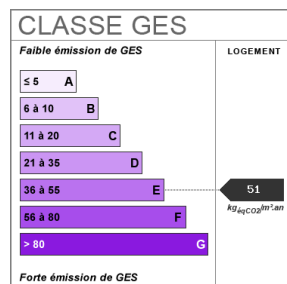 CLASSE GES
Faible émission de GES
LOGEMENT
≤ 5 A
6 à 10 B
11 à 20 C
21 à 35 D
36 à 55 E
51
kgéqCO2/m².an
56 à 80 F
> 80 G
Forte émission de GES